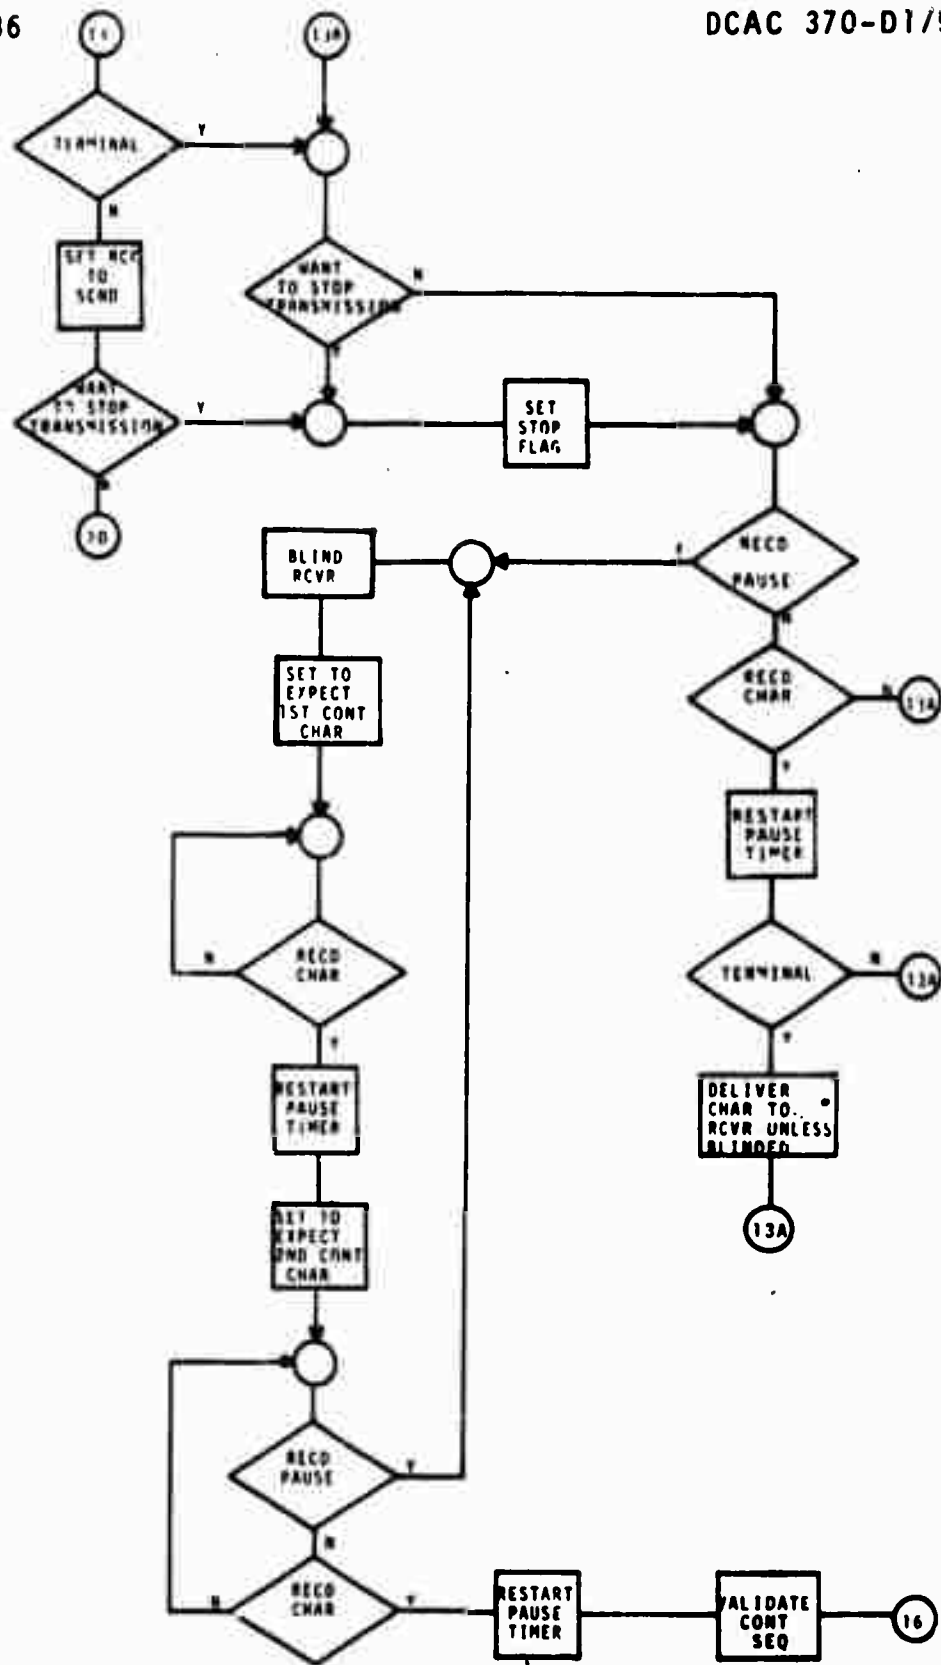 36
DCAC 370-D1/
13A
TERMINAL
Y
N
SET RCC
TO
SEND
WANT
TO STOP
TRANSMISSION
N
Y
WANT
TO STOP
TRANSMISSION
Y
N
SET
STOP
FLAG
RECD
PAUSE
Y
N
BLIND
RCVR
RECD
CHAR
N
13A
Y
SET TO
EXPECT
1ST CONT
CHAR
RESTART
PAUSE
TIMER
TERMINAL
N
13A
Y
RECD
CHAR
N
Y
DELIVER
CHAR TO
RCVR UNLESS
BLINDED
13A
RESTART
PAUSE
TIMER
SET TO
EXPECT
2ND CONT
CHAR
RECD
PAUSE
Y
N
RECD
CHAR
N
Y
RESTART
PAUSE
TIMER
VALIDATE
CONT
SEQ
16